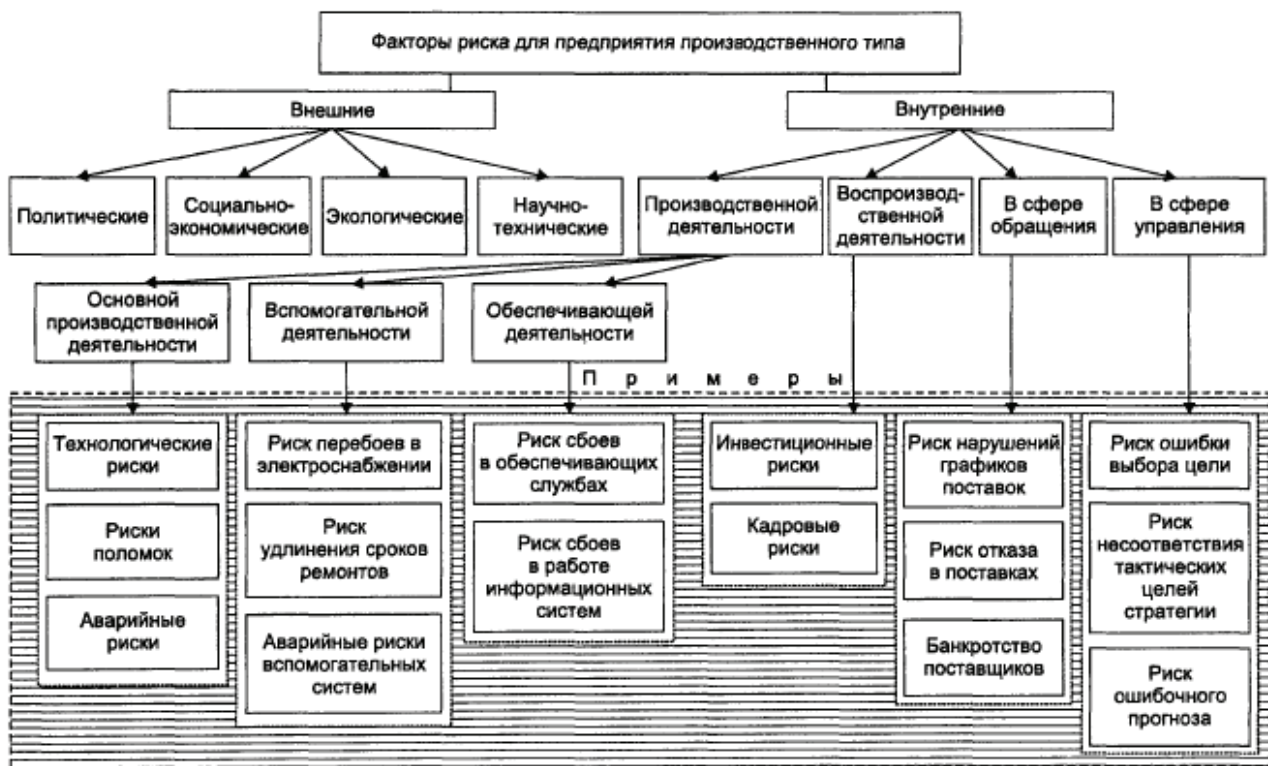 Факторы риска для предприятия производственного типа
Внешние
Внутренние
Политические
Социально-
экономические
Экологические
Научно-
технические
Производственной
деятельности
Воспроизвод-
ственной
деятельности
В сфере
обращения
В сфере
управления
Основной
производственной
деятельности
Вспомогательной
деятельности
Обеспечивающей
деятельности
Примеры
Технологические
риски
Риски
поломок
Аварийные
риски
Риск перебоев в
электроснабжении
Риск
удлинения сроков
ремонтов
Аварийные риски
вспомогательных
систем
Риск сбоев
в обеспечивающих
службах
Риск сбоев
в работе
информационных
систем
Инвестиционные
риски
Кадровые
риски
Риск нарушений
графиков
поставок
Риск отказа
в поставках
Банкротство
поставщиков
Риск ошибки
выбора цели
Риск
несоответствия
тактических
целей
стратегии
Риск
ошибочного
прогноза